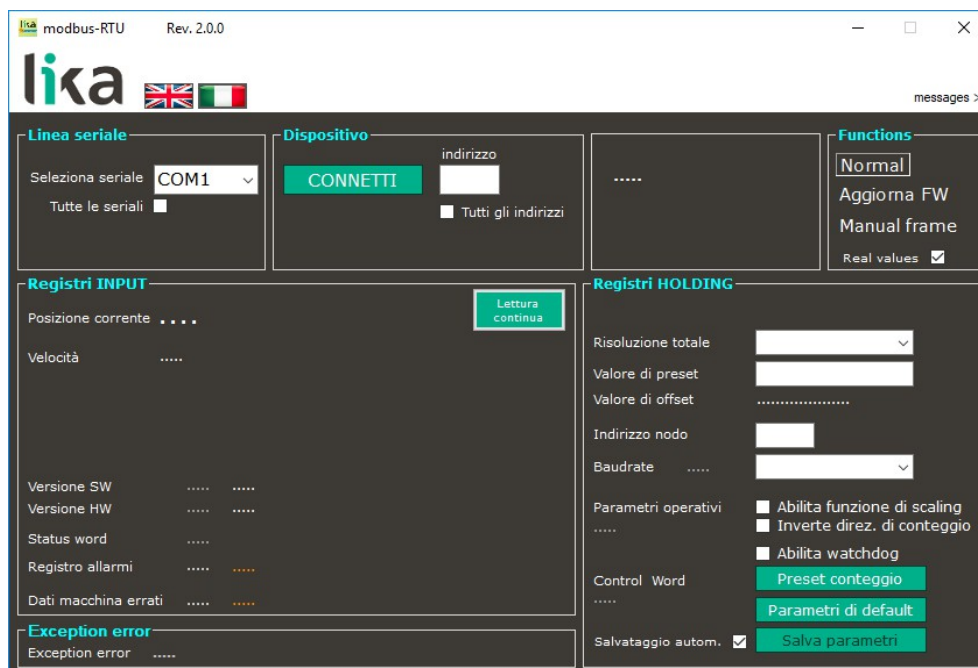 lika modbus-RTU Rev. 2.0.0
lika
messages >
Linea seriale
Seleziona seriale COM1
Tutte le seriali
Dispositivo
indirizzo
CONNETTI
Tutti gli indirizzi
.....
Functions
Normal
Aggiorna FW
Manual frame
Real values
Registri INPUT
Lettura
continua
Posizione corrente ....
Velocità .....
Versione SW ..... .....
Versione HW ..... .....
Status word .....
Registro allarmi ..... .....
Dati macchina errati ..... .....
Exception error
Exception error .....
Registri HOLDING
Risoluzione totale
Valore di preset
Valore di offset ....................
Indirizzo nodo
Baudrate .....
Parametri operativi
.....
Abilita funzione di scaling
Inverte direz. di conteggio
Abilita watchdog
Control Word
.....
Preset conteggio
Parametri di default
Salvataggio autom.
Salva parametri